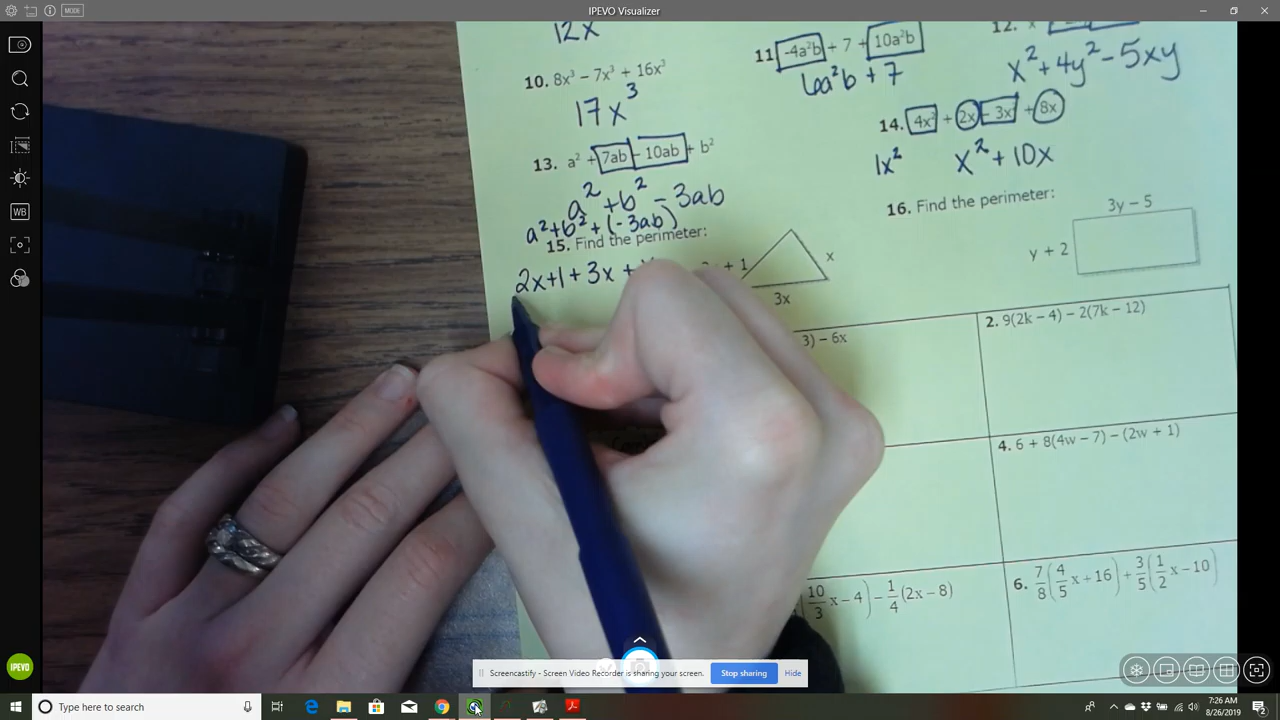 MODE
IPEVO Visualizer
12x
10. 8x³ − 7x³ + 16x³
17x³
11 -4a²b + 7 + 10a²b
6a²b + 7
12.
x² + 4y² - 5xy
13. a² + 7ab - 10ab + b²
a² + b² - 3ab
a² + b² + (-3ab)
14. 4x² + 2x - 3x² + 8x
1x² x² + 10x
15. Find the perimeter:
2x+1 + 3x +
+ 1
x
3x
16. Find the perimeter:
3y − 5
y + 2
3) − 6x
2. 9(2k − 4) − 2(7k − 12)
4. 6 + 8(4w − 7) − (2w + 1)
10/3 x − 4) − 1/4 (2x − 8)
6. 7/8 (4/5 x + 16) + 3/5 (1/2 x − 10)
WB
IPEVO
Screencastify - Screen Video Recorder is sharing your screen. Stop sharing Hide
Type here to search
7:26 AM
8/26/2019
2